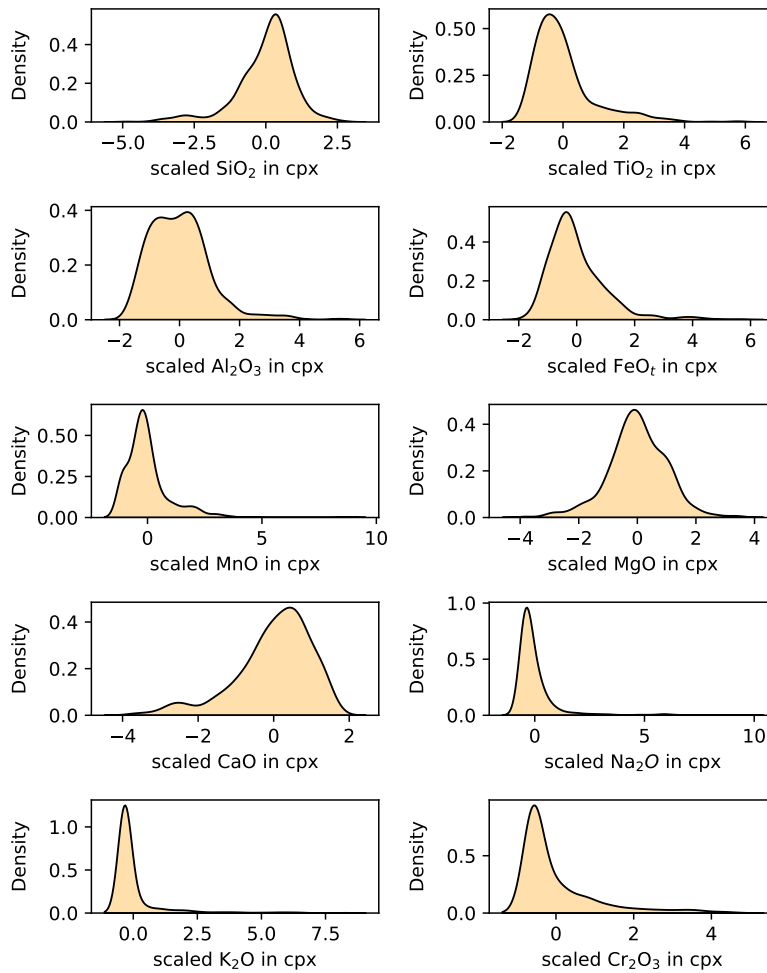 Density
0.4
0.2
0.0
−5.0 −2.5 0.0 2.5
scaled SiO₂ in cpx
Density
0.50
0.25
0.00
−2 0 2 4 6
scaled TiO₂ in cpx
Density
0.4
0.2
0.0
−2 0 2 4 6
scaled Al₂O₃ in cpx
Density
0.4
0.2
0.0
−2 0 2 4 6
scaled FeOₜ in cpx
Density
0.50
0.25
0.00
0 5 10
scaled MnO in cpx
Density
0.4
0.2
0.0
−4 −2 0 2 4
scaled MgO in cpx
Density
0.4
0.2
0.0
−4 −2 0 2
scaled CaO in cpx
Density
1.0
0.5
0.0
0 5 10
scaled Na₂O in cpx
Density
1.0
0.5
0.0
0.0 2.5 5.0 7.5
scaled K₂O in cpx
Density
0.5
0.0
0 2 4
scaled Cr₂O₃ in cpx